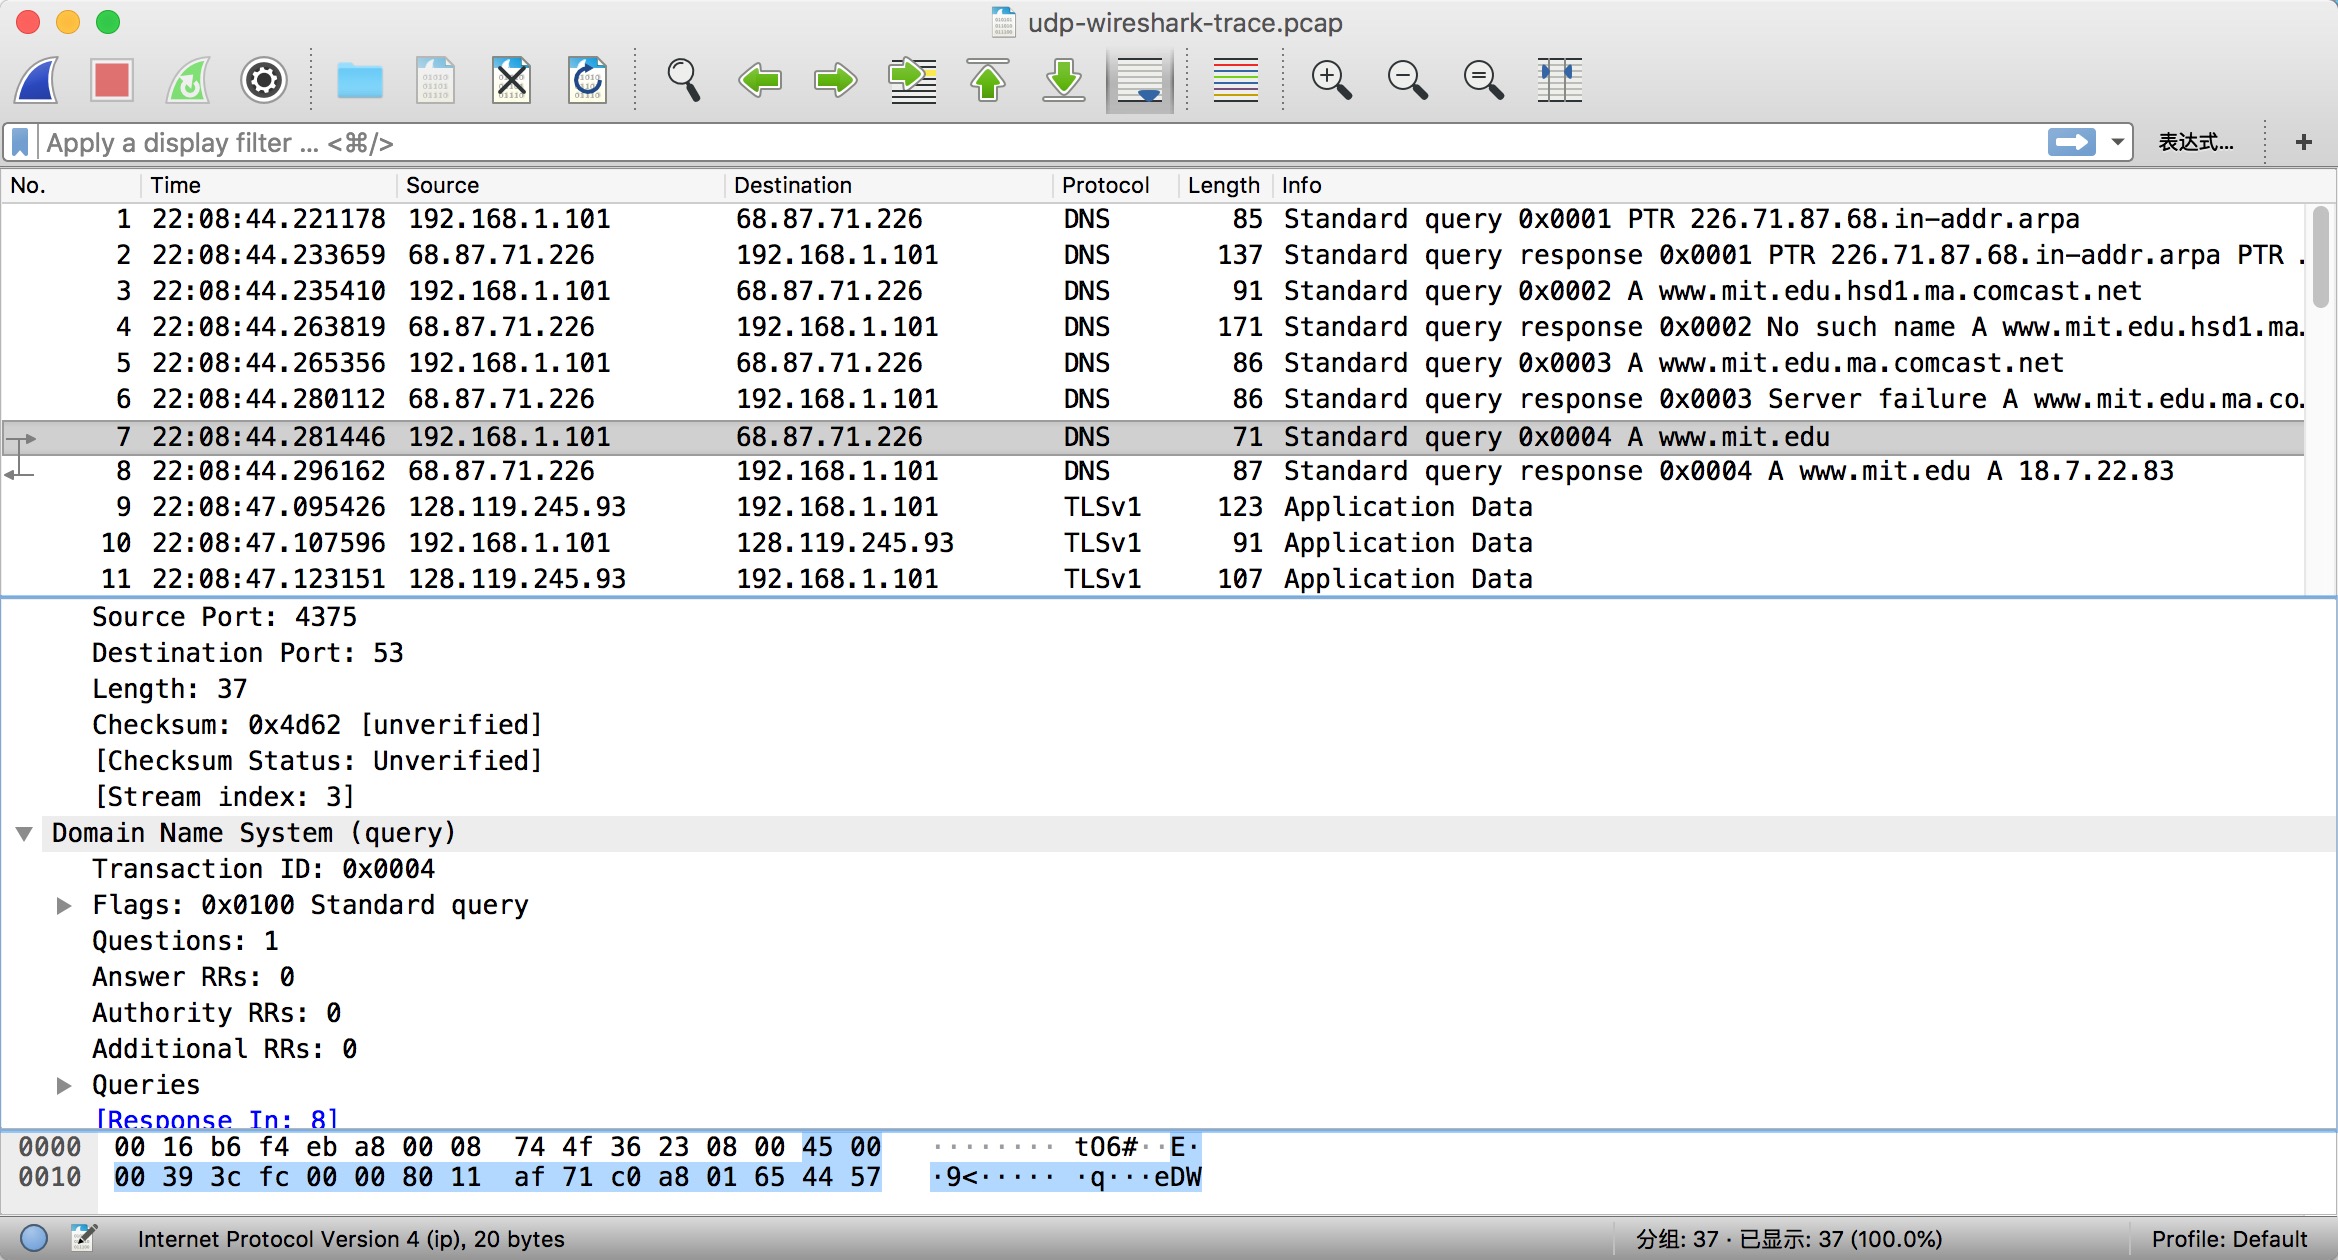 udp-wireshark-trace.pcap
Apply a display filter ... <⌘/>
表达式...
+
No. Time Source Destination Protocol Length Info
1 22:08:44.221178 192.168.1.101 68.87.71.226 DNS 85 Standard query 0x0001 PTR 226.71.87.68.in-addr.arpa
2 22:08:44.233659 68.87.71.226 192.168.1.101 DNS 137 Standard query response 0x0001 PTR 226.71.87.68.in-addr.arpa PTR .
3 22:08:44.235410 192.168.1.101 68.87.71.226 DNS 91 Standard query 0x0002 A www.mit.edu.hsd1.ma.comcast.net
4 22:08:44.263819 68.87.71.226 192.168.1.101 DNS 171 Standard query response 0x0002 No such name A www.mit.edu.hsd1.ma.
5 22:08:44.265356 192.168.1.101 68.87.71.226 DNS 86 Standard query 0x0003 A www.mit.edu.ma.comcast.net
6 22:08:44.280112 68.87.71.226 192.168.1.101 DNS 86 Standard query response 0x0003 Server failure A www.mit.edu.ma.co.
7 22:08:44.281446 192.168.1.101 68.87.71.226 DNS 71 Standard query 0x0004 A www.mit.edu
8 22:08:44.296162 68.87.71.226 192.168.1.101 DNS 87 Standard query response 0x0004 A www.mit.edu A 18.7.22.83
9 22:08:47.095426 128.119.245.93 192.168.1.101 TLSv1 123 Application Data
10 22:08:47.107596 192.168.1.101 128.119.245.93 TLSv1 91 Application Data
11 22:08:47.123151 128.119.245.93 192.168.1.101 TLSv1 107 Application Data
Source Port: 4375
Destination Port: 53
Length: 37
Checksum: 0x4d62 [unverified]
[Checksum Status: Unverified]
[Stream index: 3]
Domain Name System (query)
Transaction ID: 0x0004
Flags: 0x0100 Standard query
Questions: 1
Answer RRs: 0
Authority RRs: 0
Additional RRs: 0
Queries
[Response In: 8]
0000 00 16 b6 f4 eb a8 00 08 74 4f 36 23 08 00 45 00 ········ tO6#··E·
0010 00 39 3c fc 00 00 80 11 af 71 c0 a8 01 65 44 57 ·9<····· ·q···eDW
Internet Protocol Version 4 (ip), 20 bytes
分组: 37 · 已显示: 37 (100.0%)
Profile: Default